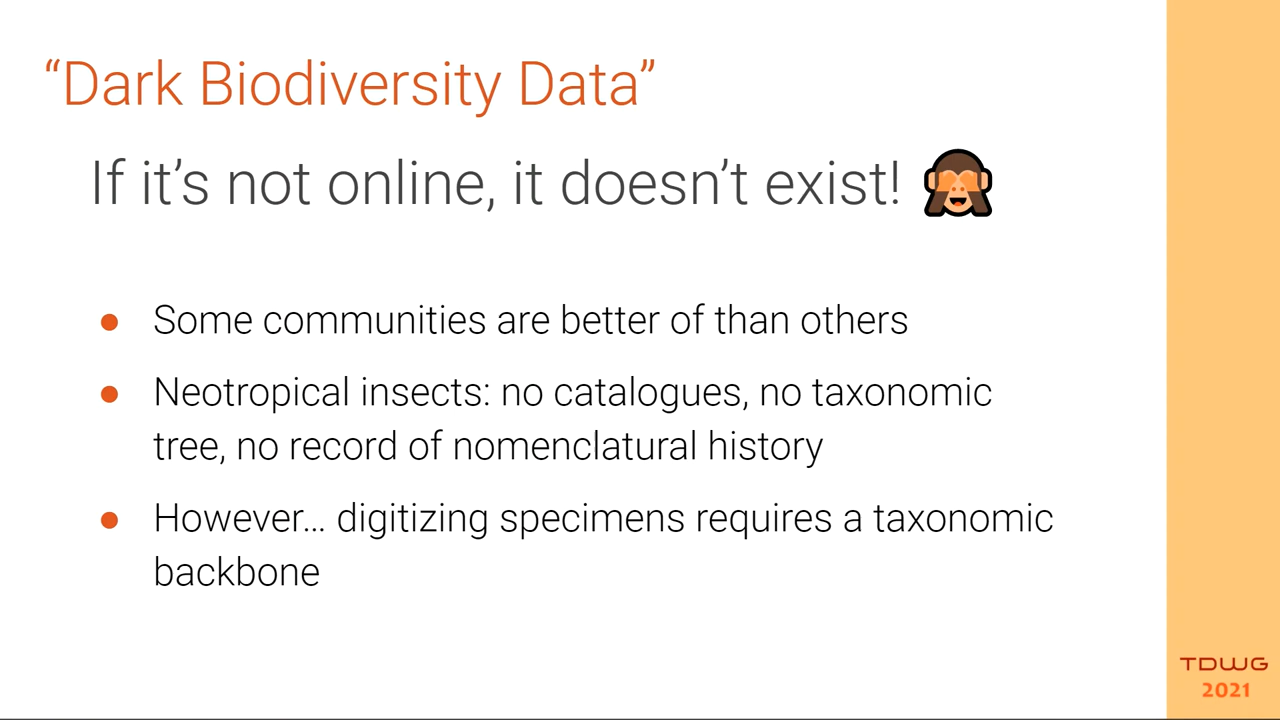 “Dark Biodiversity Data”
If it’s not online, it doesn’t exist!
● Some communities are better of than others
● Neotropical insects: no catalogues, no taxonomic
tree, no record of nomenclatural history
● However... digitizing specimens requires a taxonomic
backbone
TDWG
2021